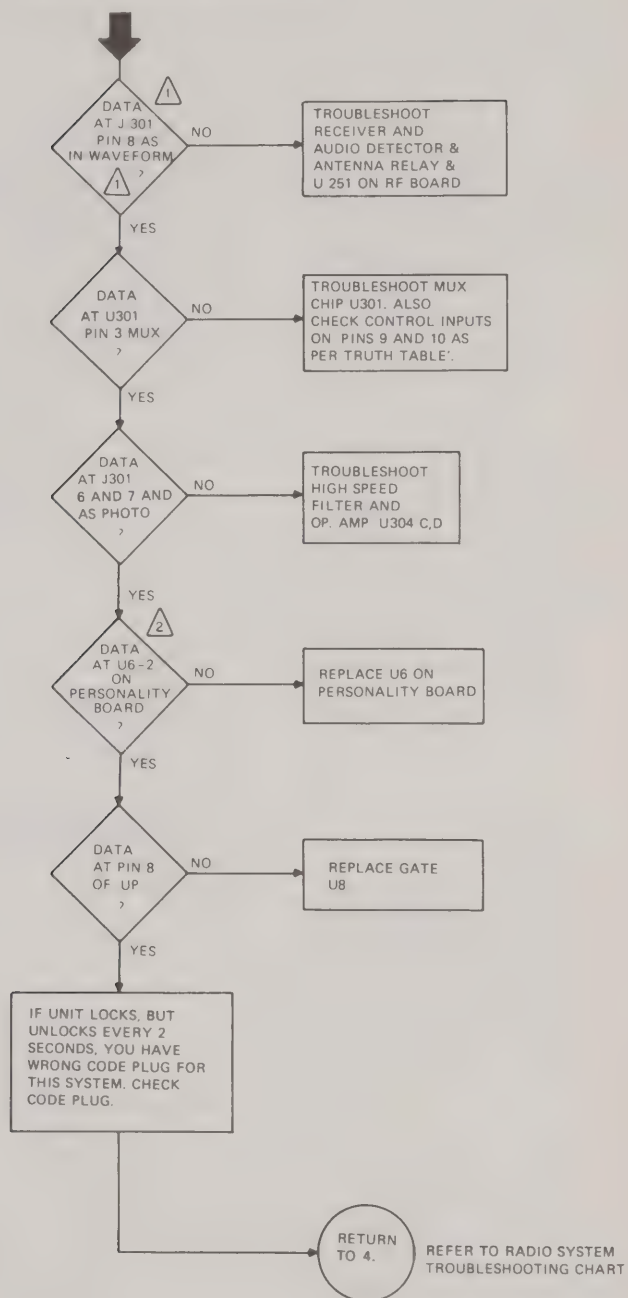 1
DATA
AT J 301
PIN 8 AS
IN WAVEFORM
1
?
NO
TROUBLESHOOT
RECEIVER AND
AUDIO DETECTOR &
ANTENNA RELAY &
U 251 ON RF BOARD
YES
DATA
AT U301
PIN 3 MUX
?
NO
TROUBLESHOOT MUX
CHIP U301. ALSO
CHECK CONTROL INPUTS
ON PINS 9 AND 10 AS
PER TRUTH TABLE'.
YES
DATA
AT J301
6 AND 7 AND
AS PHOTO
?
NO
TROUBLESHOOT
HIGH SPEED
FILTER AND
OP. AMP U304 C,D
YES
2
DATA
AT U6-2
ON
PERSONALITY
BOARD
?
NO
REPLACE U6 ON
PERSONALITY BOARD
YES
DATA
AT PIN 8
OF UP
?
NO
REPLACE GATE
U8
YES
IF UNIT LOCKS, BUT
UNLOCKS EVERY 2
SECONDS, YOU HAVE
WRONG CODE PLUG FOR
THIS SYSTEM. CHECK
CODE PLUG.
RETURN
TO 4.
REFER TO RADIO SYSTEM
TROUBLESHOOTING CHART